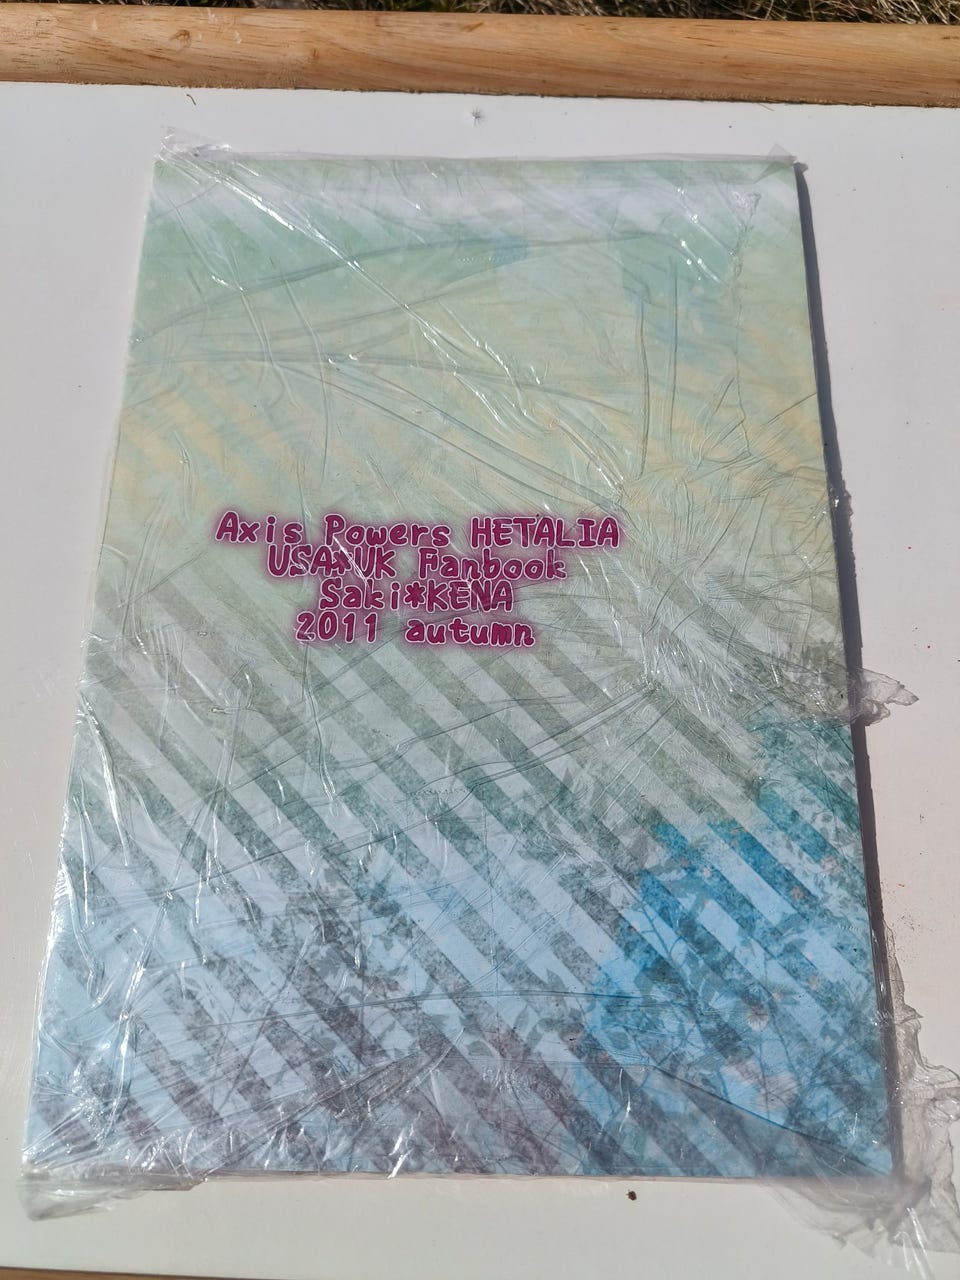 Axis Powers HETALIA
USA*UK Fanbook
Saki*KENA
2011 autumn